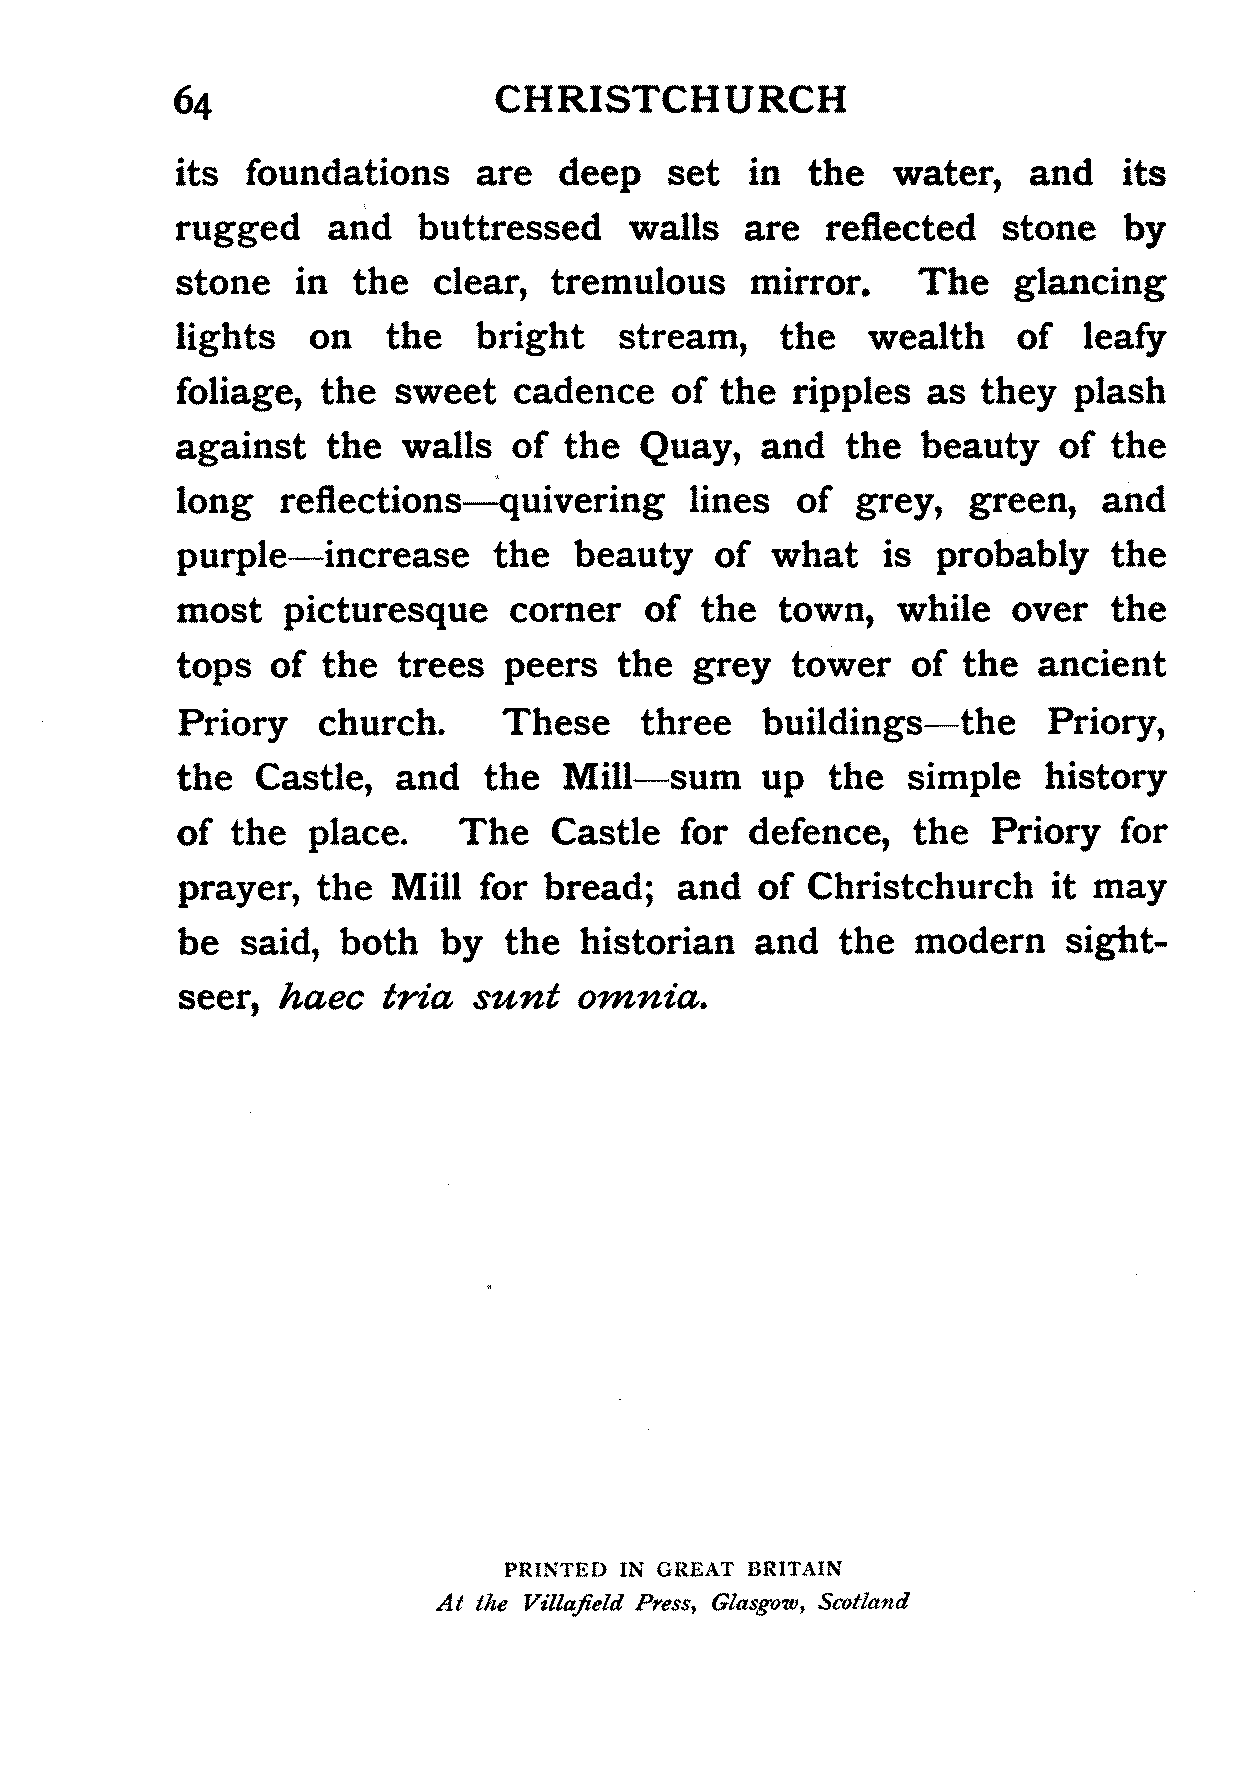 64 CHRISTCHURCH
its foundations are deep set in the water, and its
rugged and buttressed walls are reflected stone by
stone in the clear, tremulous mirror. The glancing
lights on the bright stream, the wealth of leafy
foliage, the sweet cadence of the ripples as they plash
against the walls of the Quay, and the beauty of the
long reflections—quivering lines of grey, green, and
purple—increase the beauty of what is probably the
most picturesque corner of the town, while over the
tops of the trees peers the grey tower of the ancient
Priory church. These three buildings—the Priory,
the Castle, and the Mill—sum up the simple history
of the place. The Castle for defence, the Priory for
prayer, the Mill for bread; and of Christchurch it may
be said, both by the historian and the modern sight-
seer, haec tria sunt omnia.
PRINTED IN GREAT BRITAIN
At the Villafield Press, Glasgow, Scotland